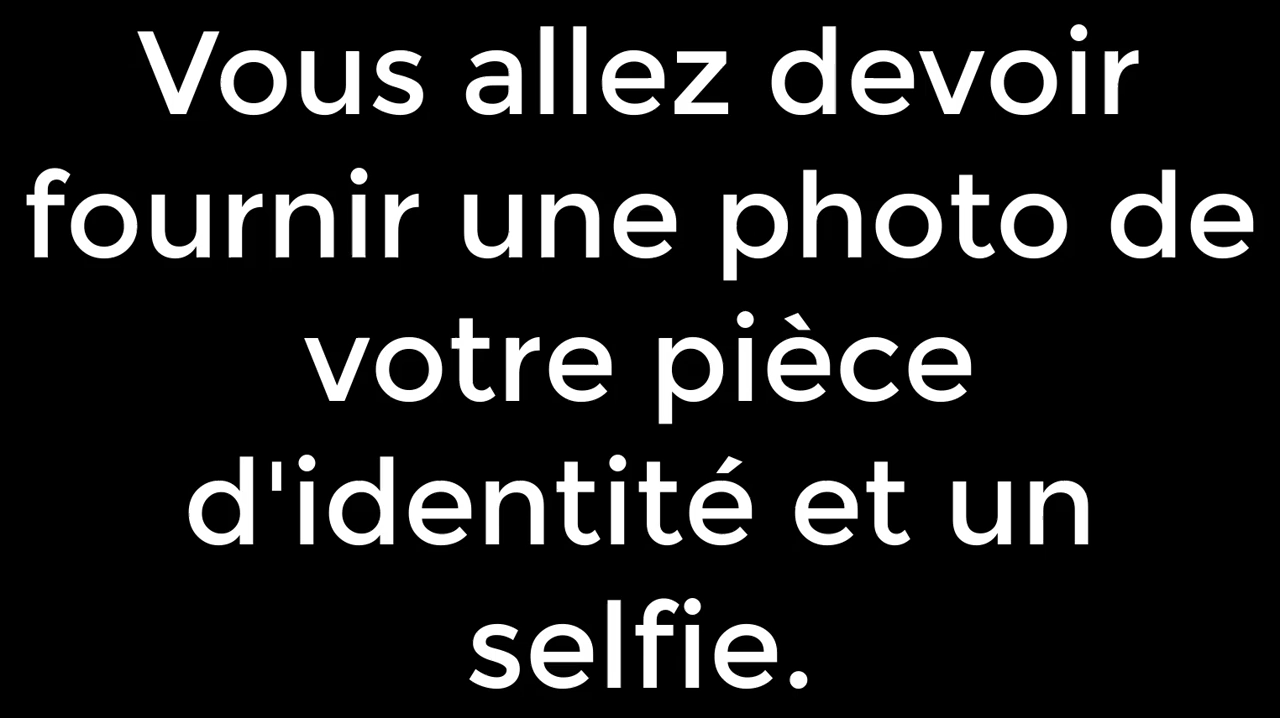 Vous allez devoir
fournir une photo de
votre pièce
d'identité et un
selfie.